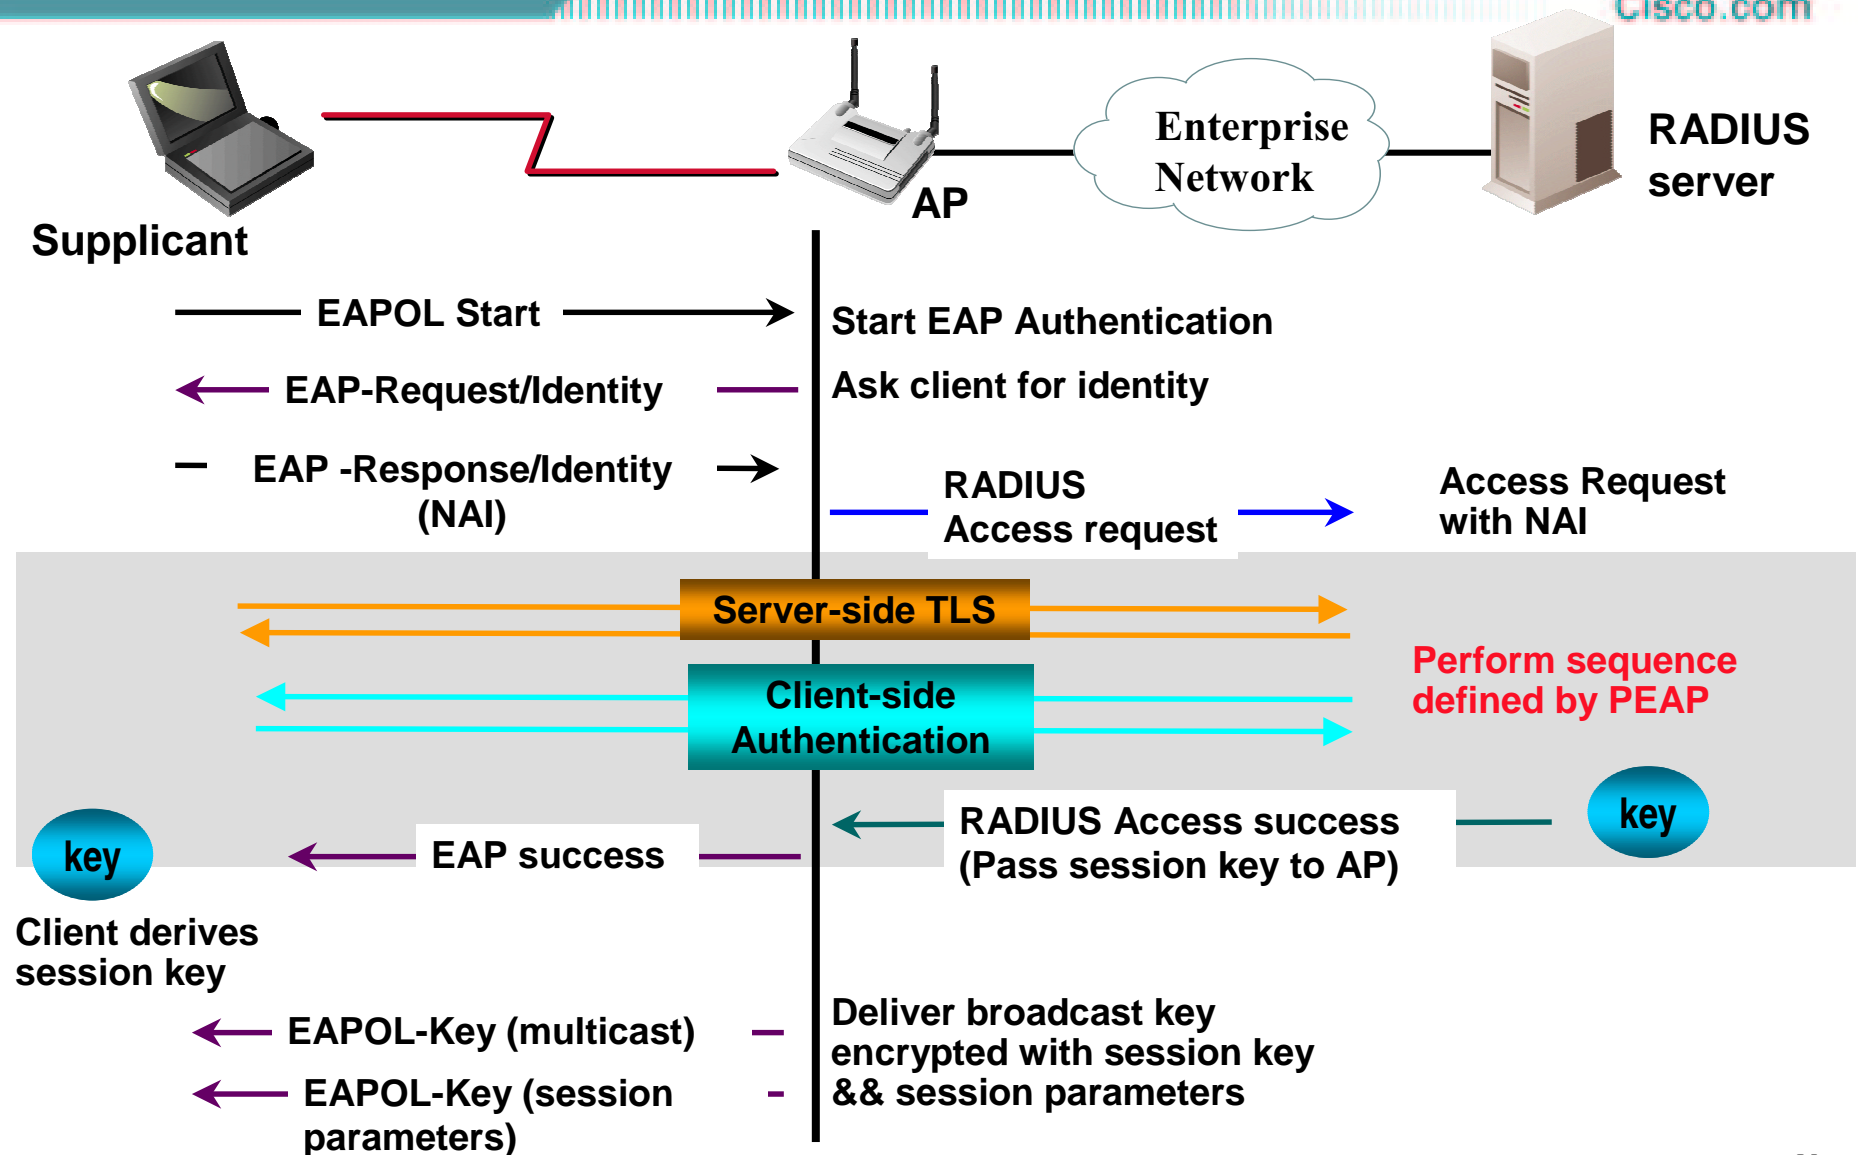 Cisco.com
Enterprise
Network
RADIUS
server
AP
Supplicant
EAPOL Start
Start EAP Authentication
EAP-Request/Identity
Ask client for identity
EAP -Response/Identity
(NAI)
RADIUS
Access request
Access Request
with NAI
Server-side TLS
Client-side
Authentication
Perform sequence
defined by PEAP
key
RADIUS Access success
(Pass session key to AP)
EAP success
key
Client derives
session key
EAPOL-Key (multicast)
Deliver broadcast key
encrypted with session key
&& session parameters
EAPOL-Key (session
parameters)